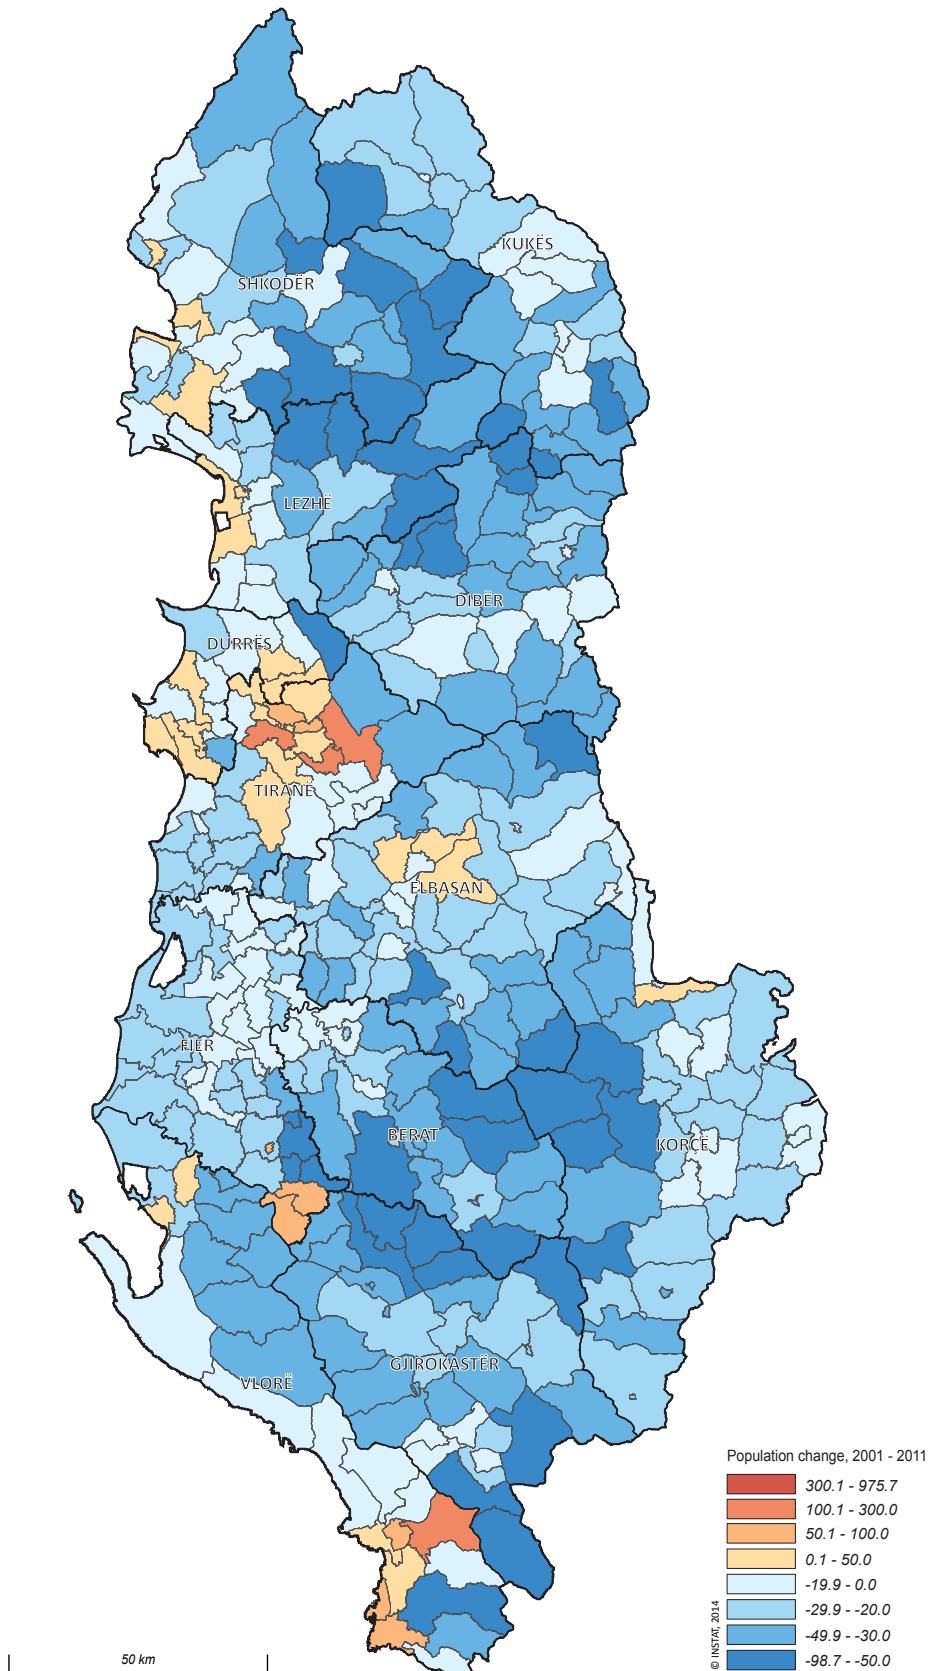 KUKËS
SHKODËR
LEZHË
DIBËR
DURRËS
TIRANË
ELBASAN
FIER
BERAT
KORÇË
GJIROKASTËR
VLORË
Population change, 2001 - 2011
300.1 - 975.7
100.1 - 300.0
50.1 - 100.0
0.1 - 50.0
-19.9 - 0.0
-29.9 - -20.0
-49.9 - -30.0
-98.7 - -50.0
© INSTAT, 2014
50 km